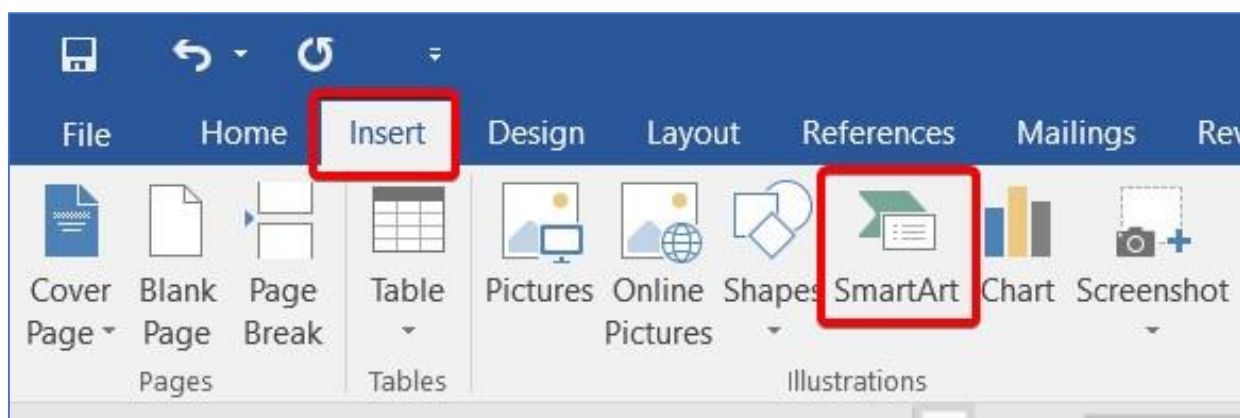 File Home Insert Design Layout References Mailings Rev
Cover Blank Page Table Pictures Online Shapes SmartArt Chart Screenshot
Page Page Break Pictures
Pages Tables Illustrations